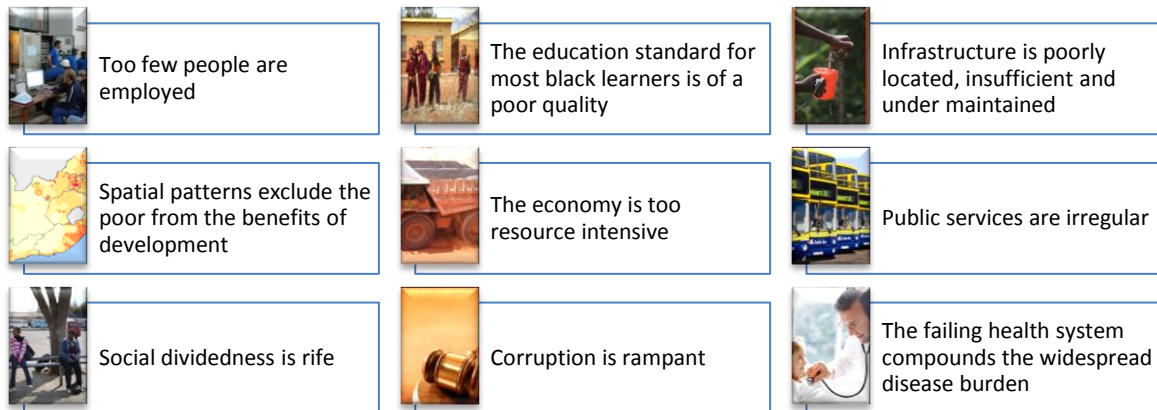 Too few people are
employed
The education standard for
most black learners is of a
poor quality
Infrastructure is poorly
located, insufficient and
under maintained
Spatial patterns exclude the
poor from the benefits of
development
The economy is too
resource intensive
Public services are irregular
Social dividedness is rife
Corruption is rampant
The failing health system
compounds the widespread
disease burden